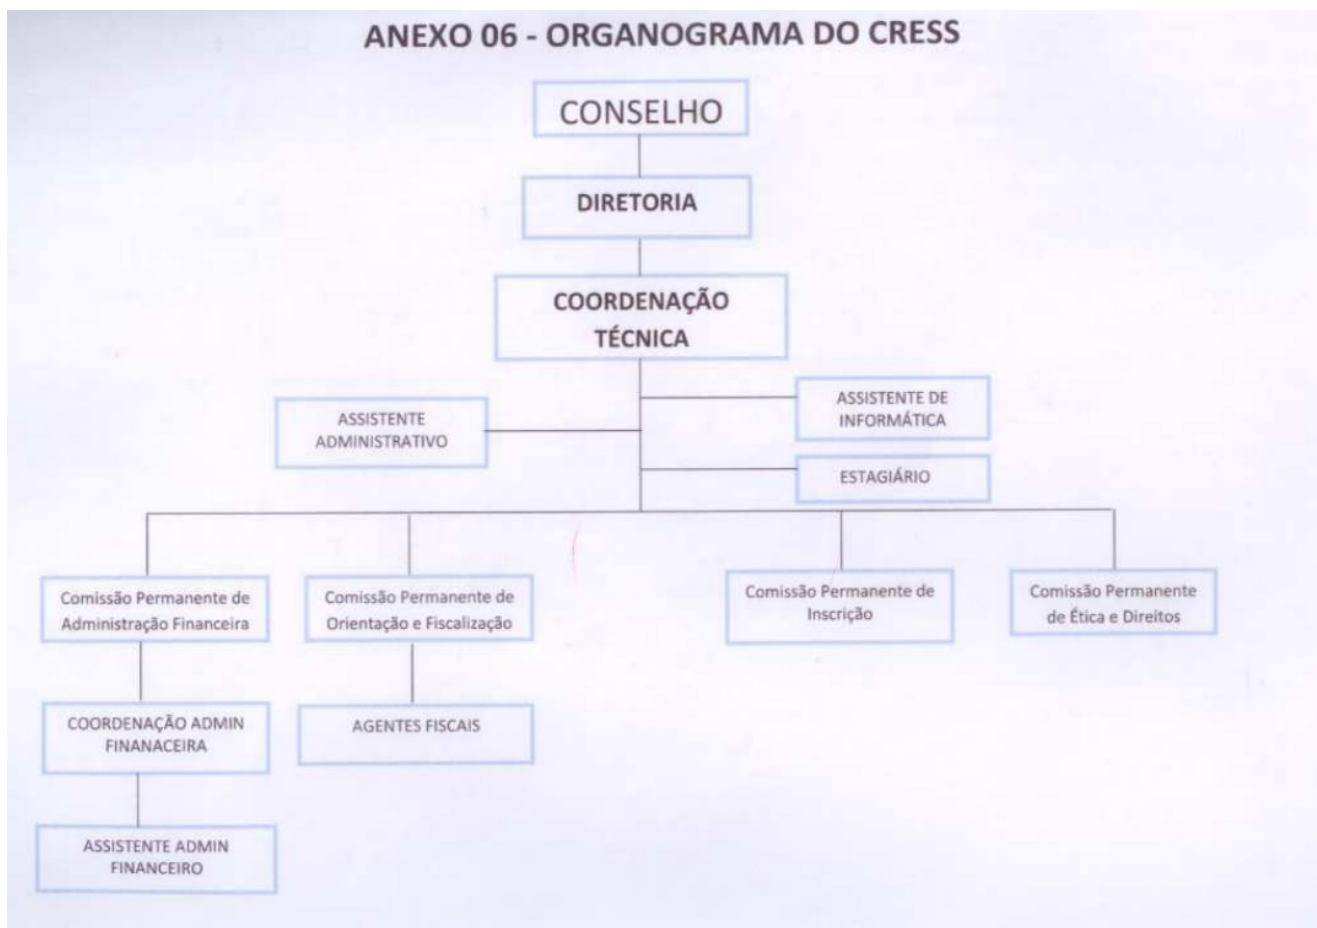 ANEXO 06 - ORGANOGRAMA DO CRESS
CONSELHO
DIRETORIA
COORDENAÇÃO
TÉCNICA
ASSISTENTE
ADMINISTRATIVO
ASSISTENTE DE
INFORMÁTICA
ESTAGIÁRIO
Comissão Permanente de
Administração Financeira
Comissão Permanente de
Orientação e Fiscalização
Comissão Permanente de
Inscrição
Comissão Permanente
de Ética e Direitos
COORDENAÇÃO ADMIN
FINANACEIRA
AGENTES FISCAIS
ASSISTENTE ADMIN
FINANCEIRO